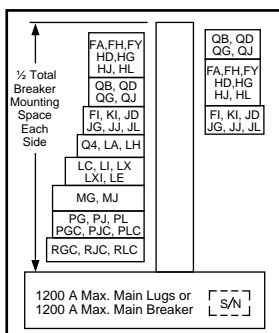 ½ Total
Breaker
Mounting
Space
Each
Side
FA,FH,FY
HD,HG
HJ, HL
QB, QD
QG, QJ
FI, KI, JD
JG, JJ, JL
Q4, LA, LH
LC, LI, LX
LXI, LE
MG, MJ
PG, PJ, PL
PGC, PJC, PLC
RGC, RJC, RLC
QB, QD
QG, QJ
FA,FH,FY
HD,HG
HJ, HL
FI, KI, JD
JG, JJ, JL
1200 A Max. Main Lugs or
1200 A Max. Main Breaker
S/N